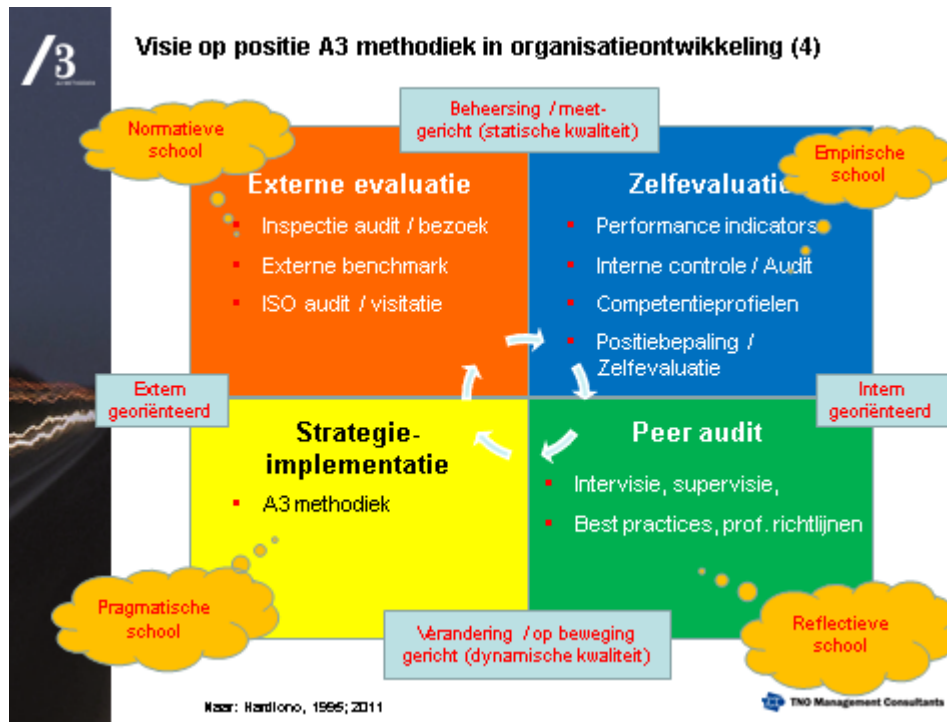 /3
Visie op positie A3 methodiek in organisatieontwikkeling (4)
Normatieve
school
Beheersing / meet-
gericht (statische kwaliteit)
Empirische
school
Externe evaluatie
Inspectie audit / bezoek
Externe benchmark
ISO audit / visitatie
Zelfevaluatie
Performance indicators
Interne controle / Audit
Competentieprofielen
Positiebepaling /
Zelfevaluatie
Extern
georiënteerd
Intern
georiënteerd
Strategie-
implementatie
A3 methodiek
Peer audit
Intervisie, supervisie,
Best practices, prof. richtlijnen
Pragmatische
school
Verandering / op beweging
gericht (dynamische kwaliteit)
Reflectieve
school
Naar: Hardjono, 1995; 2011
TNO Management Consultants